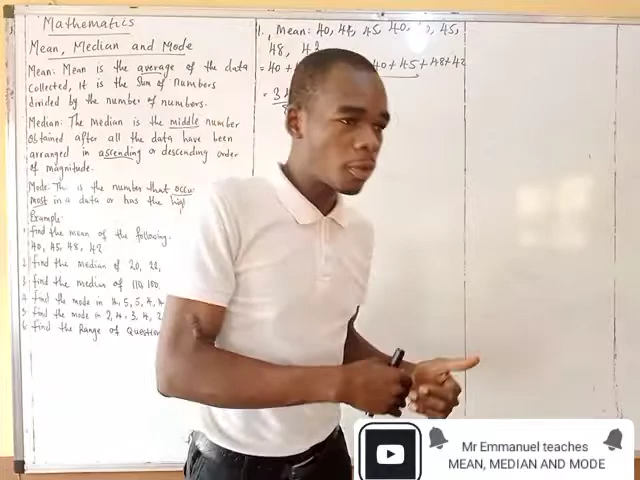 Mathematics
Mean, Median and Mode
Mean: Mean is the average of the data
collected, it is the sum of numbers
divided by the number of numbers.
Median: The median is the middle number
obtained after all the data have been
arranged in ascending or descending order
of magnitude.
Mode: is the number that occu
most in a data or has the hig
Example:
1. find the mean of the following.
40, 45, 48, 42
2. find the median of 20, 22,
3. find the median of
4. find the mode in 5, 5, 4, 4
5. find the mode in 2, 4, 3, 4, 2
6. find the Range of Question
1. Mean: 40, 44, 45, 40, 45,
48, 42
= 40 + 40 + 45 + 48 + 42
= 3
Mr Emmanuel teaches
MEAN, MEDIAN AND MODE